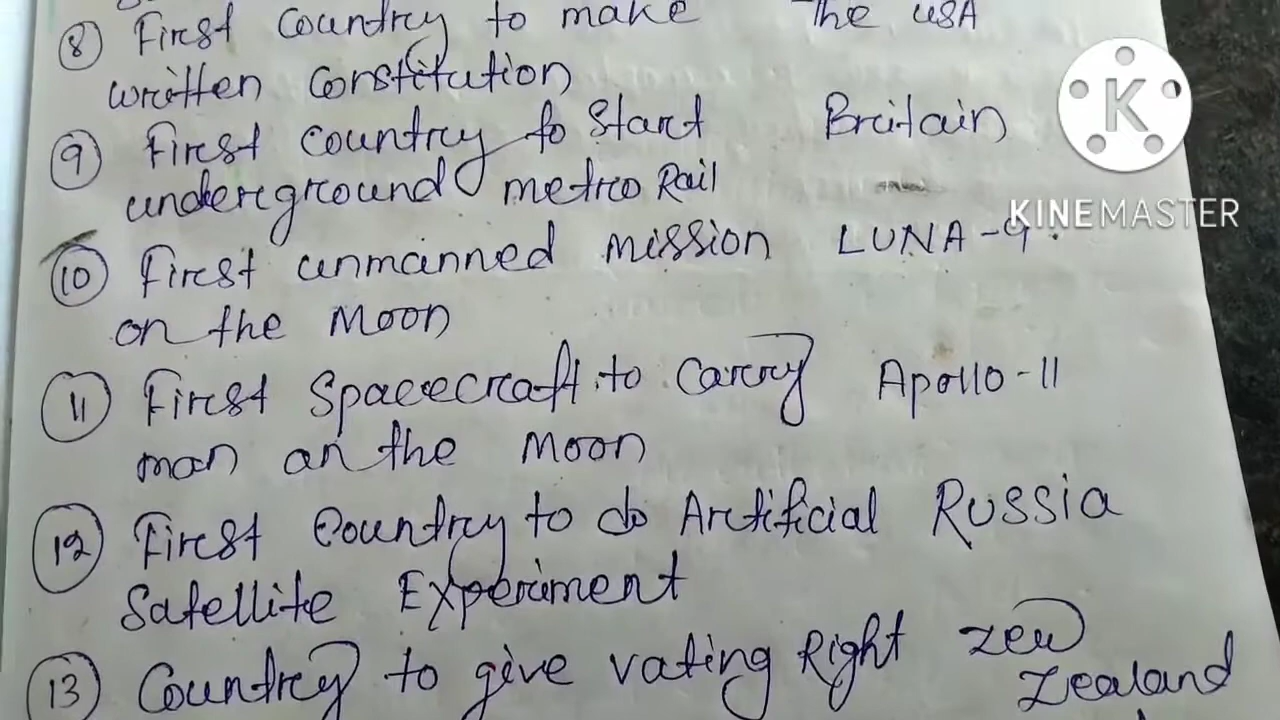 8 First Country to make The USA
written Constitution
9 First Country to Start Britain
underground metro Rail
10 First unmanned mission LUNA-9.
on the Moon
11 First Spacecraft to Carry Apollo-11
man an the Moon
12 First Country to do Artificial Russia
Satellite Experiment
13 Country to give vating Right Zew
Zealand
K
KINEMASTER